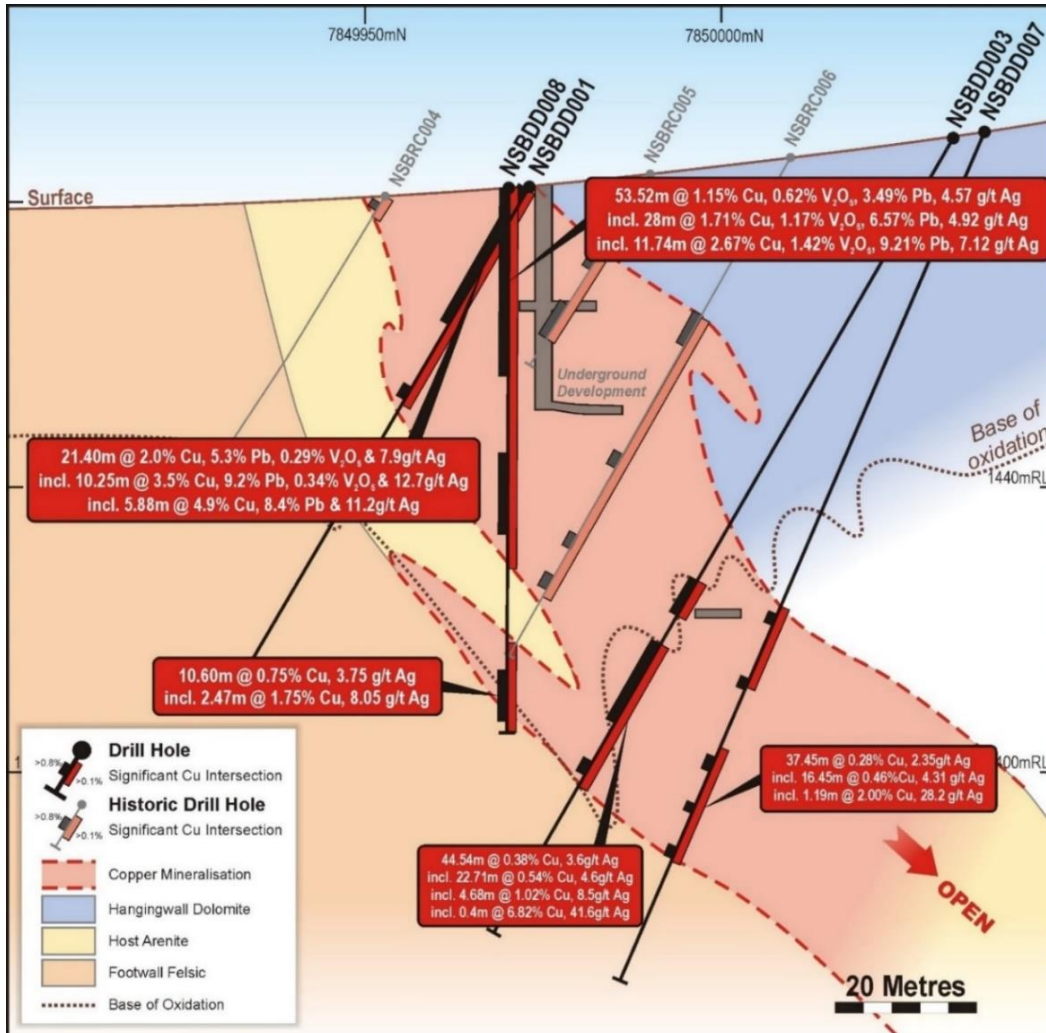 7849950mN
7850000mN
NSBRC004
NSBDD008
NSBDD001
NSBRC005
NSBRC006
NSBDD003
NSBDD007
Surface
53.52m @ 1.15% Cu, 0.62% V₂O₅, 3.49% Pb, 4.57 g/t Ag
incl. 28m @ 1.71% Cu, 1.17% V₂O₅, 6.57% Pb, 4.92 g/t Ag
incl. 11.74m @ 2.67% Cu, 1.42% V₂O₅, 9.21% Pb, 7.12 g/t Ag
Underground
Development
Base of
oxidation
1440mRL
21.40m @ 2.0% Cu, 5.3% Pb, 0.29% V₂O₅ & 7.9g/t Ag
incl. 10.25m @ 3.5% Cu, 9.2% Pb, 0.34% V₂O₅ & 12.7g/t Ag
incl. 5.88m @ 4.9% Cu, 8.4% Pb & 11.2g/t Ag
10.60m @ 0.75% Cu, 3.75 g/t Ag
incl. 2.47m @ 1.75% Cu, 8.05 g/t Ag
37.45m @ 0.28% Cu, 2.35g/t Ag
incl. 16.45m @ 0.46%Cu, 4.31 g/t Ag
incl. 1.19m @ 2.00% Cu, 28.2 g/t Ag
00mRL
44.54m @ 0.38% Cu, 3.6g/t Ag
incl. 22.71m @ 0.54% Cu, 4.6g/t Ag
incl. 4.68m @ 1.02% Cu, 8.5g/t Ag
incl. 0.4m @ 6.82% Cu, 41.6g/t Ag
OPEN
20 Metres
Drill Hole
>0.8%
>0.1%
Significant Cu Intersection
Historic Drill Hole
>0.8%
>0.1%
Significant Cu Intersection
Copper Mineralisation
Hangingwall Dolomite
Host Arenite
Footwall Felsic
Base of Oxidation